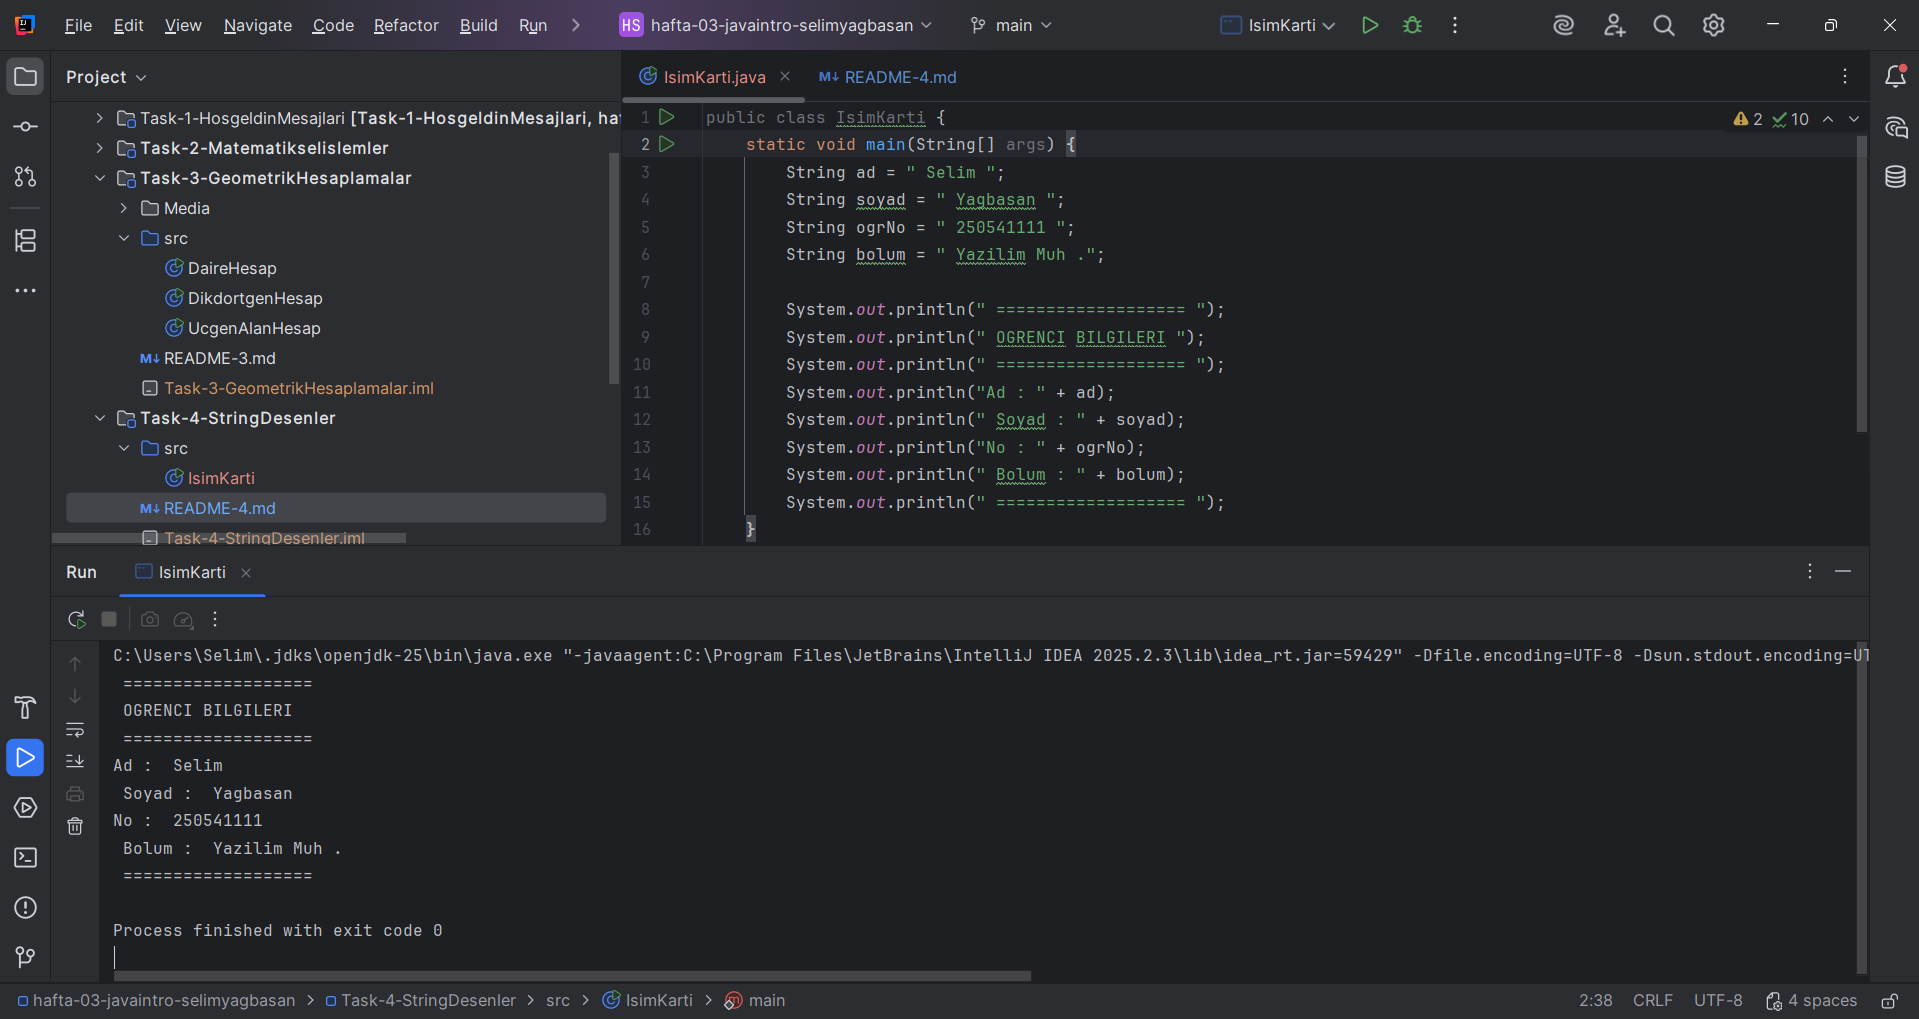 File Edit View Navigate Code Refactor Build Run HS hafta-03-javaintro-selimyagbasan main IsimKarti
Project
Task-1-HosgeldinMesajlari [Task-1-HosgeldinMesajlari, ha
Task-2-Matematikselislemler
Task-3-GeometrikHesaplamalar
Media
src
DaireHesap
DikdortgenHesap
UcgenAlanHesap
M↓ README-3.md
Task-3-GeometrikHesaplamalar.iml
Task-4-StringDesenler
src
IsimKarti
M↓ README-4.md
Task-4-StringDesenler.iml
IsimKarti.java M↓ README-4.md
2 10
1 public class IsimKarti {
2 static void main(String[] args) {
3 String ad = " Selim ";
4 String soyad = " Yagbasan ";
5 String ogrNo = " 250541111 ";
6 String bolum = " Yazilim Muh .";
7
8 System.out.println(" =================== ");
9 System.out.println(" OGRENCI BILGILERI ");
10 System.out.println(" =================== ");
11 System.out.println("Ad : " + ad);
12 System.out.println(" Soyad : " + soyad);
13 System.out.println("No : " + ogrNo);
14 System.out.println(" Bolum : " + bolum);
15 System.out.println(" =================== ");
16 }
Run IsimKarti
C:\Users\Selim\.jdks\openjdk-25\bin\java.exe "-javaagent:C:\Program Files\JetBrains\IntelliJ IDEA 2025.2.3\lib\idea_rt.jar=59429" -Dfile.encoding=UTF-8 -Dsun.stdout.encoding=UT
===================
OGRENCI BILGILERI
===================
Ad :  Selim
Soyad :  Yagbasan
No :  250541111
Bolum :  Yazilim Muh .
===================
Process finished with exit code 0
hafta-03-javaintro-selimyagbasan > Task-4-StringDesenler > src > IsimKarti > main 2:38 CRLF UTF-8 4 spaces